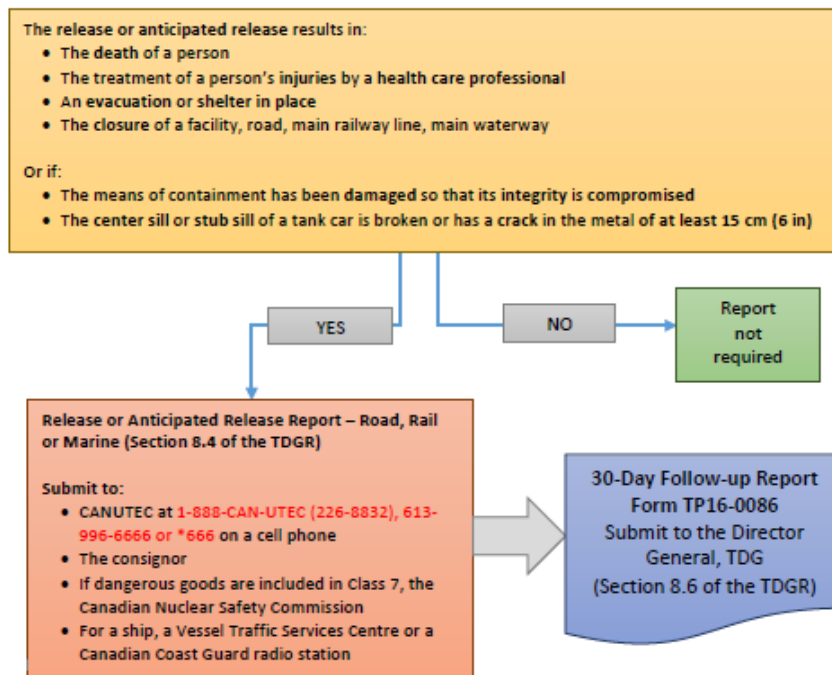 The release or anticipated release results in:
• The death of a person
• The treatment of a person's injuries by a health care professional
• An evacuation or shelter in place
• The closure of a facility, road, main railway line, main waterway
Or if:
• The means of containment has been damaged so that its integrity is compromised
• The center sill or stub sill of a tank car is broken or has a crack in the metal of at least 15 cm (6 in)
YES
NO
Report
not
required
Release or Anticipated Release Report – Road, Rail
or Marine (Section 8.4 of the TDGR)
Submit to:
• CANUTEC at 1-888-CAN-UTEC (226-8832), 613-
996-6666 or *666 on a cell phone
• The consignor
• If dangerous goods are included in Class 7, the
Canadian Nuclear Safety Commission
• For a ship, a Vessel Traffic Services Centre or a
Canadian Coast Guard radio station
30-Day Follow-up Report
Form TP16-0086
Submit to the Director
General, TDG
(Section 8.6 of the TDGR)